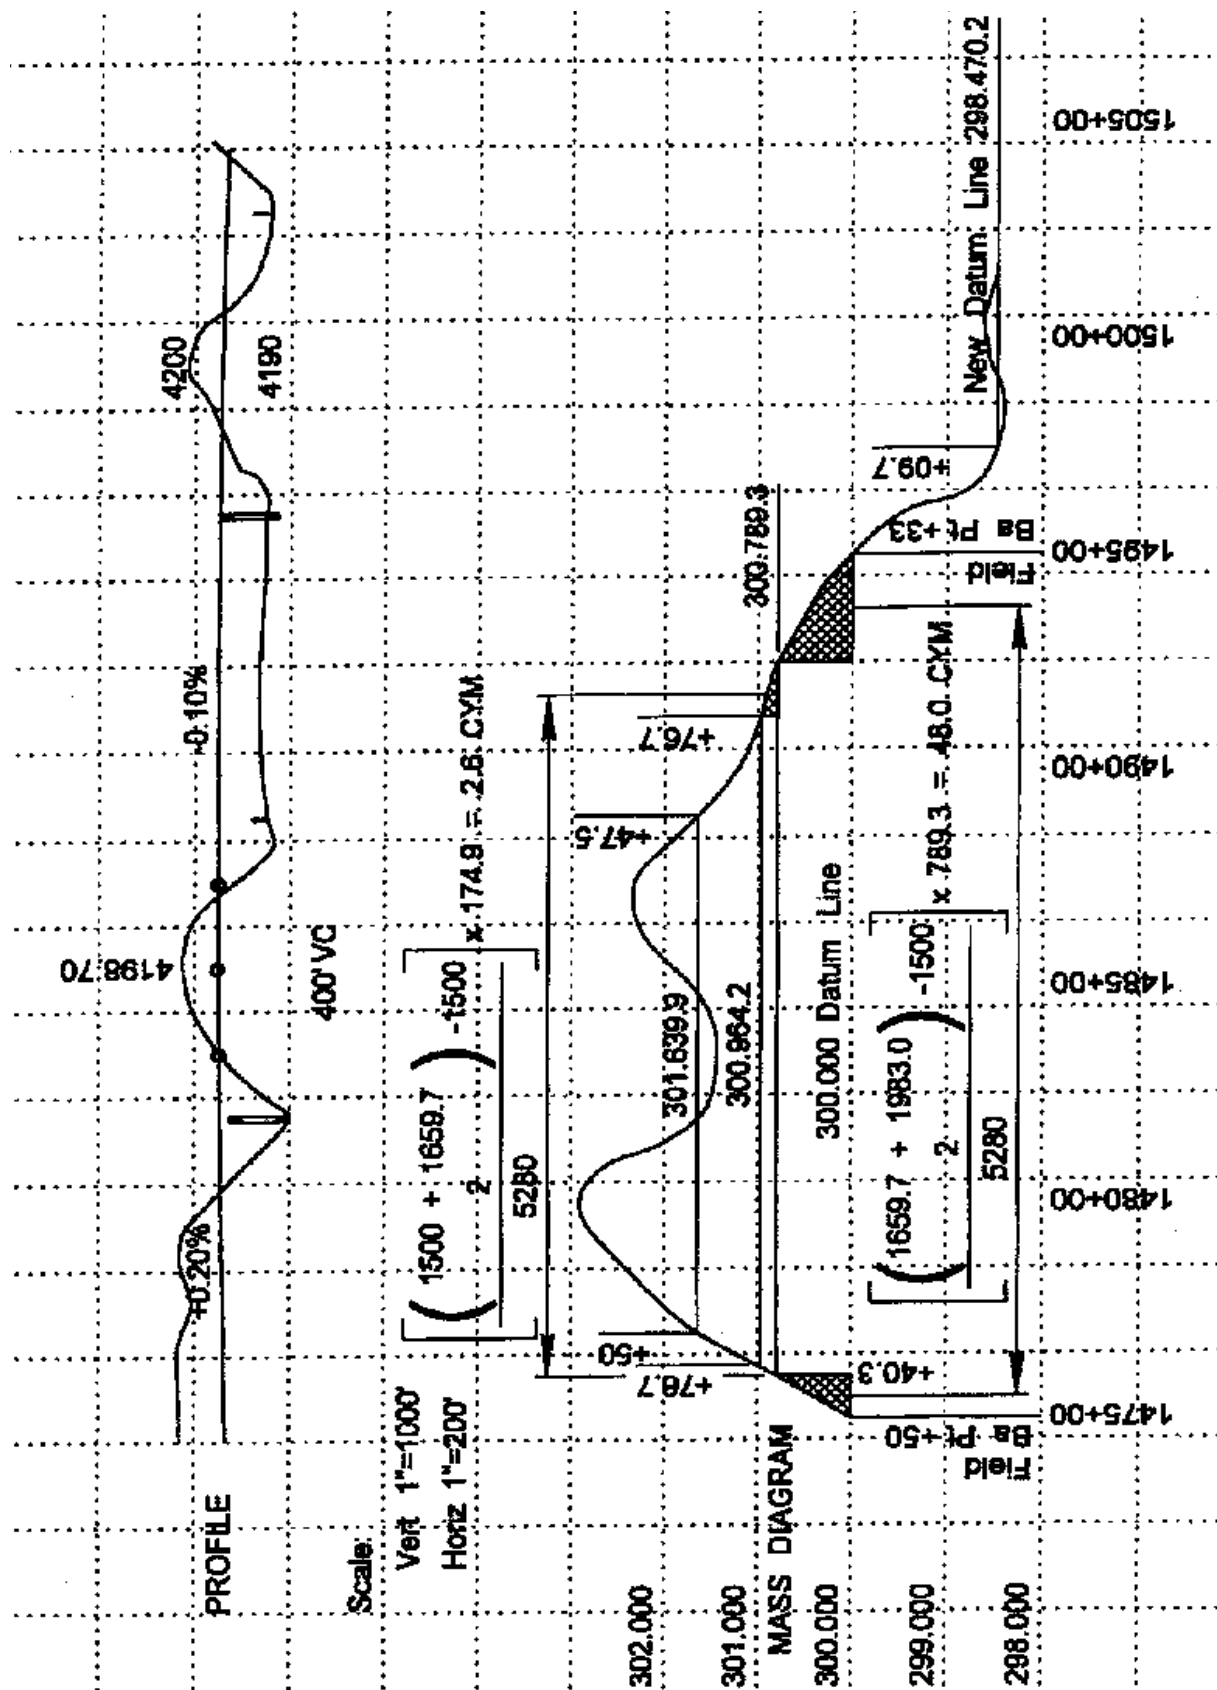 PROFILE
+0.20%
4198.70
-0.10%
4200
4190
400' VC
Scale:
Vert 1"=1000'
Horiz 1"=200'
[(1500 + 1659.7) -1500] x 174.9 = 2.6 CYM
2
5280
302.000
301.000
MASS DIAGRAM
300.000
299.000
298.000
+50
+78.7
+40.3
301.639.9
300.964.2
+47.5
+76.7
300.789.3
300.000 Datum Line
[(1659.7 + 1983.0) -1500] x 789.3 = 48.0 CYM
2
5280
+09.7
New Datum Line 298.470.2
Field
Ba Pt +50
Field
Ba Pt +33
1475+00
1480+00
1485+00
1490+00
1495+00
1500+00
1505+00